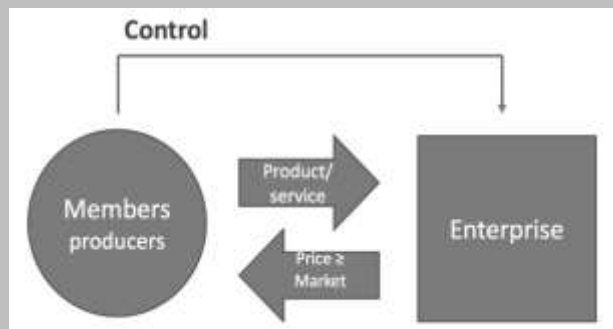 Control
Members
producers
Product/
service
Price ≥
Market
Enterprise